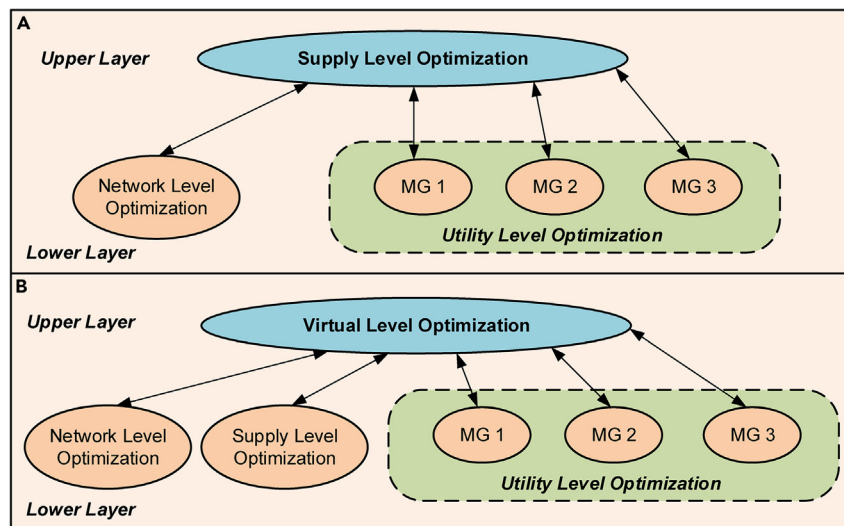 A
Upper Layer
Supply Level Optimization
Network Level
Optimization
MG 1
MG 2
MG 3
Utility Level Optimization
Lower Layer
B
Upper Layer
Virtual Level Optimization
Network Level
Optimization
Supply Level
Optimization
MG 1
MG 2
MG 3
Utility Level Optimization
Lower Layer